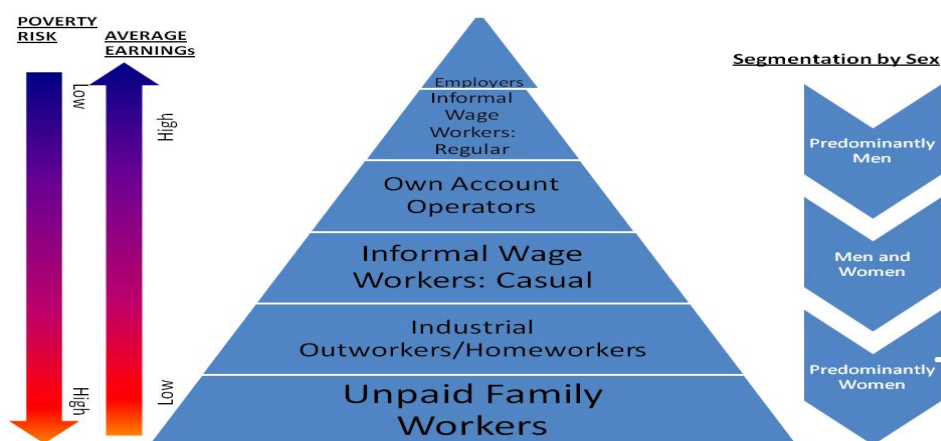 POVERTY
RISK
AVERAGE
EARNINGs
Low
High
High
Low
Employers
Informal
Wage
Workers:
Regular
Own Account
Operators
Informal Wage
Workers: Casual
Industrial
Outworkers/Homeworkers
Unpaid Family
Workers
Segmentation by Sex
Predominantly
Men
Men and
Women
Predominantly
Women